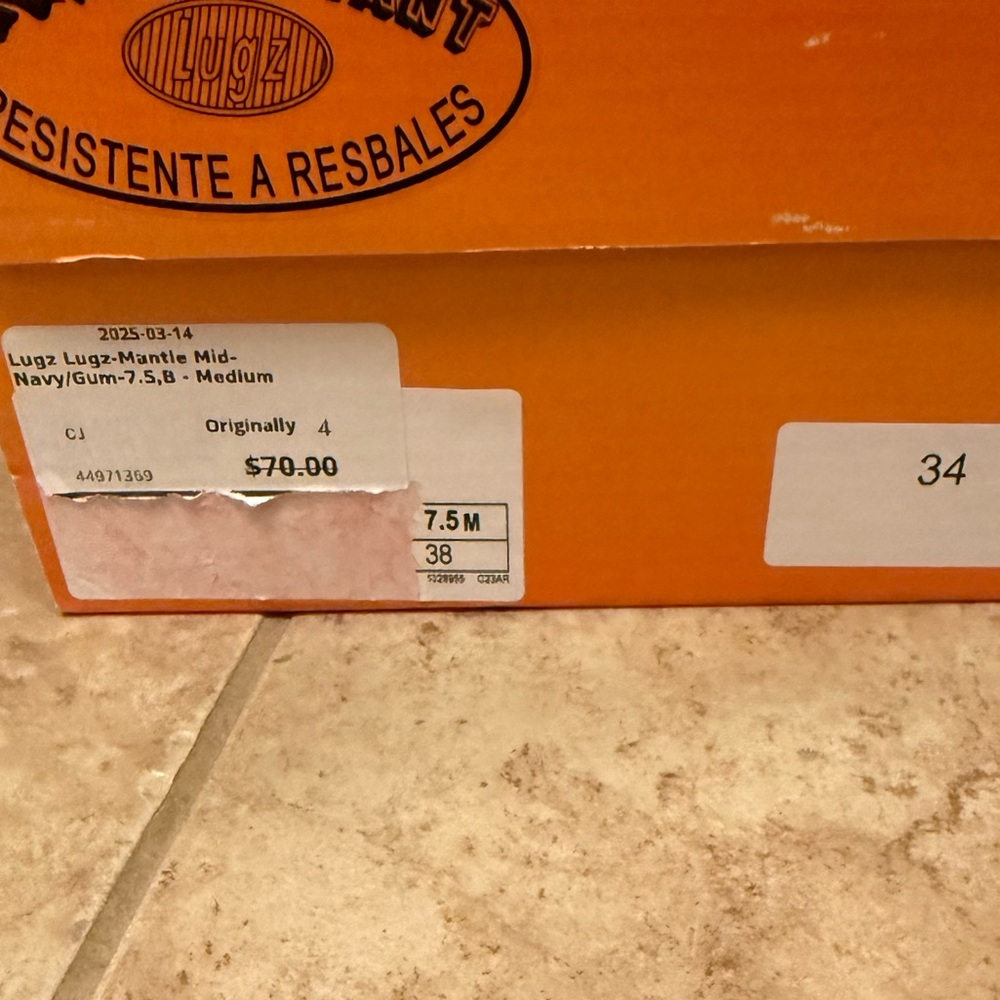 Lugz
RESISTENTE A RESBALES
2025-03-14
Lugz Lugz-Mantle Mid-
Navy/Gum-7.5,B - Medium
CJ
Originally 4
44971369
$70.00
7.5 M
38
34